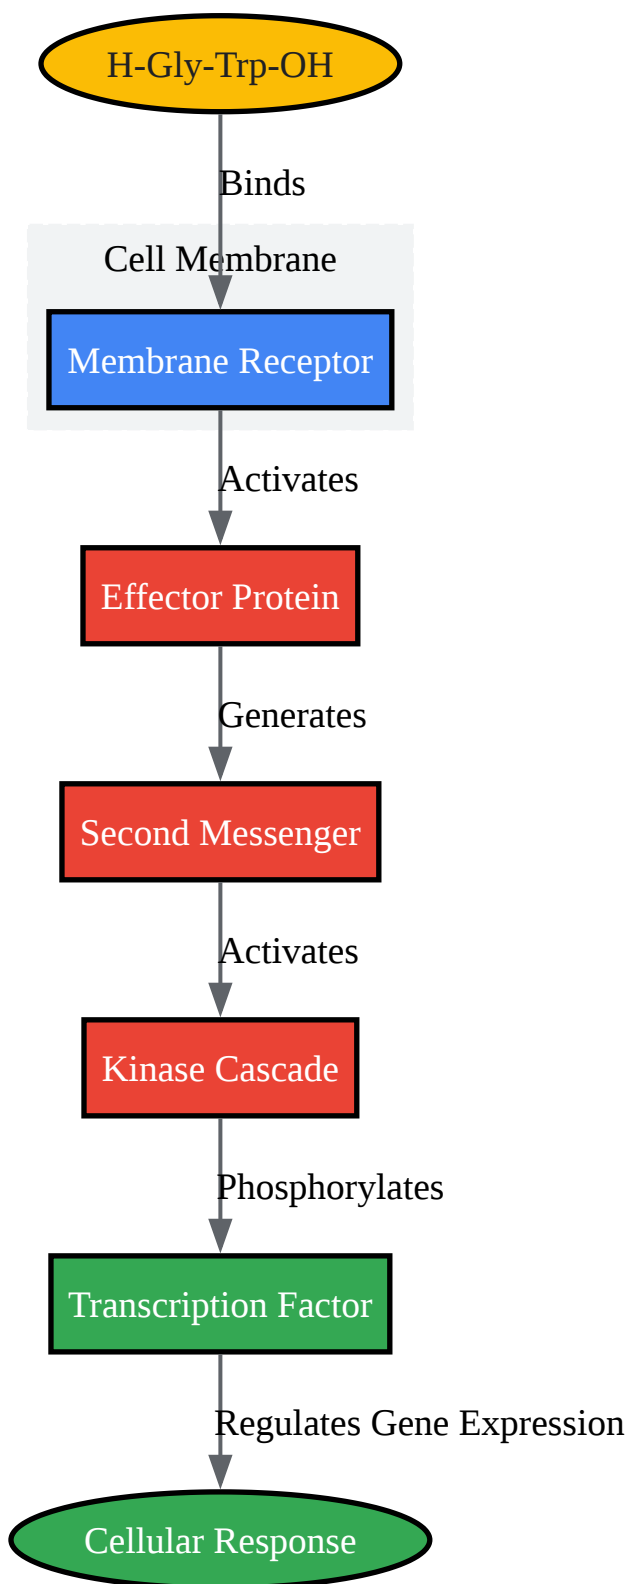 H-Gly-Trp-OH
Binds
Cell Membrane
Membrane Receptor
Activates
Effector Protein
Generates
Second Messenger
Activates
Kinase Cascade
Phosphorylates
Transcription Factor
Regulates Gene Expression
Cellular Response